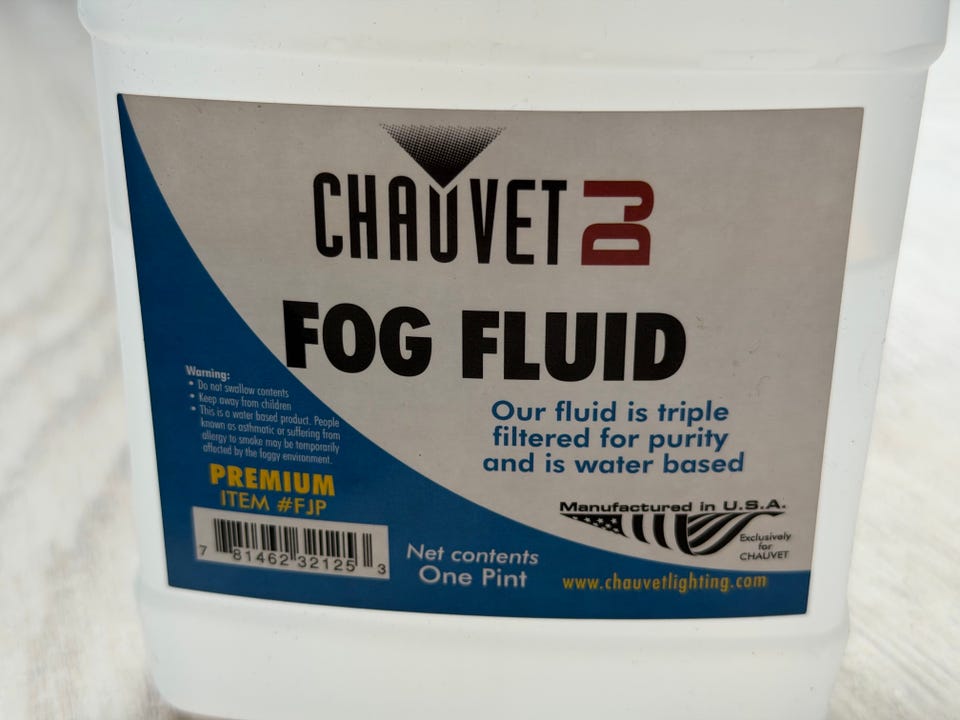 CHAUVET DJ
FOG FLUID
Warning:
• Do not swallow contents
• Keep away from children
• This is a water based product. People
known as asthmatic or suffering from
allergy to smoke may be temporarily
affected by the foggy environment.
PREMIUM
ITEM #FJP
7 81462 32125 3
Net contents
One Pint
Our fluid is triple
filtered for purity
and is water based
Manufactured in U.S.A.
Exclusively
for
CHAUVET
www.chauvetlighting.com